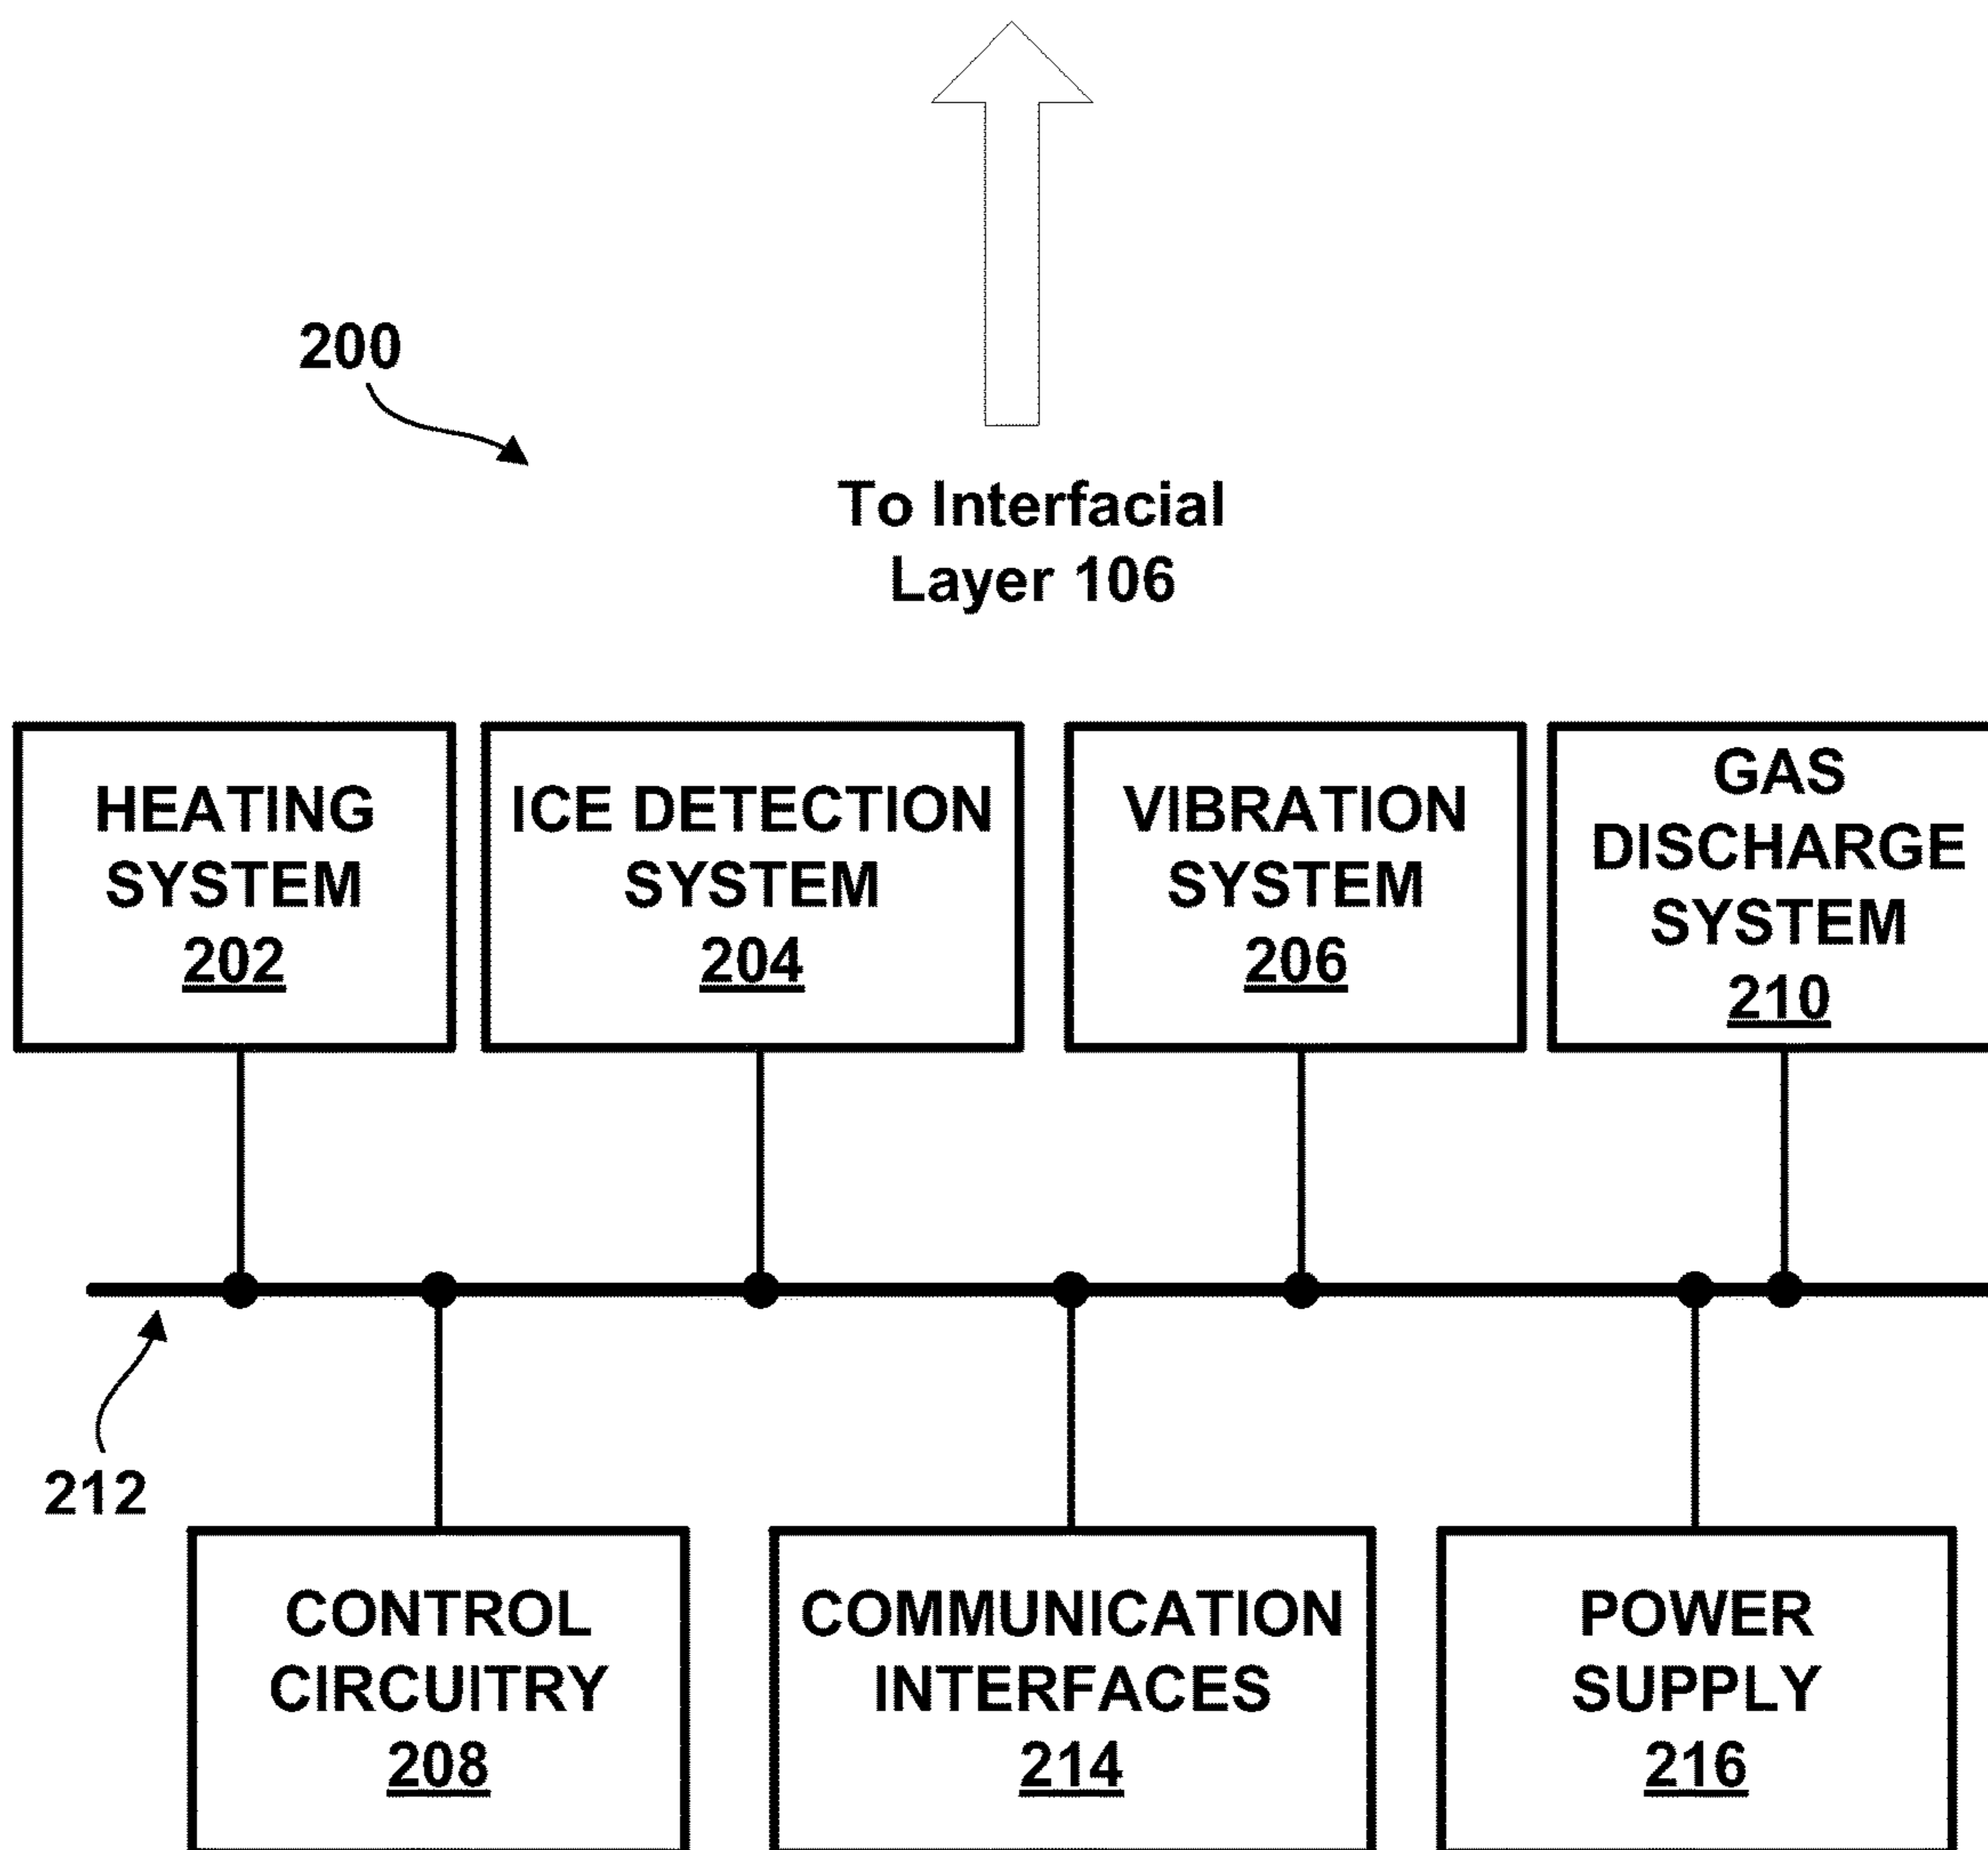 200
To Interfacial
Layer 106
HEATING
SYSTEM
202
ICE DETECTION
SYSTEM
204
VIBRATION
SYSTEM
206
GAS
DISCHARGE
SYSTEM
210
212
CONTROL
CIRCUITRY
208
COMMUNICATION
INTERFACES
214
POWER
SUPPLY
216